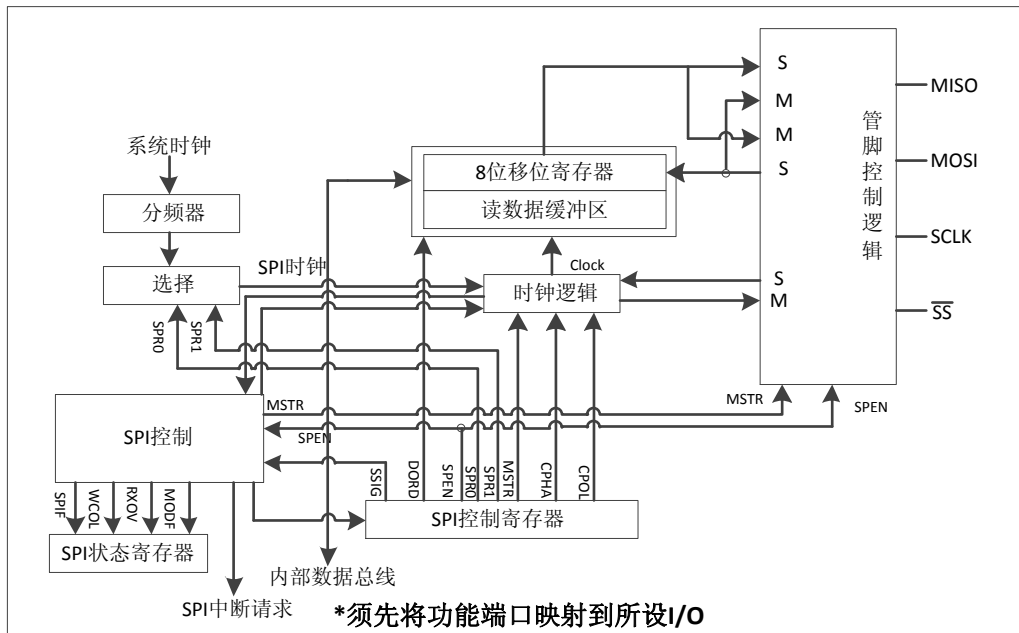 S
MISO
M
管脚控制逻辑
系统时钟
M
MOSI
8位移位寄存器
S
分频器
读数据缓冲区
SCLK
SPI时钟
Clock
选择
时钟逻辑
S
M
SS
SPR0
SPR1
MSTR
SPEN
MSTR
SPI控制
SPEN
SSIG
DORD
SPEN
SPR0
SPR1
MSTR
CPHA
CPOL
SPIF
WCOL
RXOV
MODF
SPI控制寄存器
SPI状态寄存器
内部数据总线
SPI中断请求
*须先将功能端口映射到所设I/O